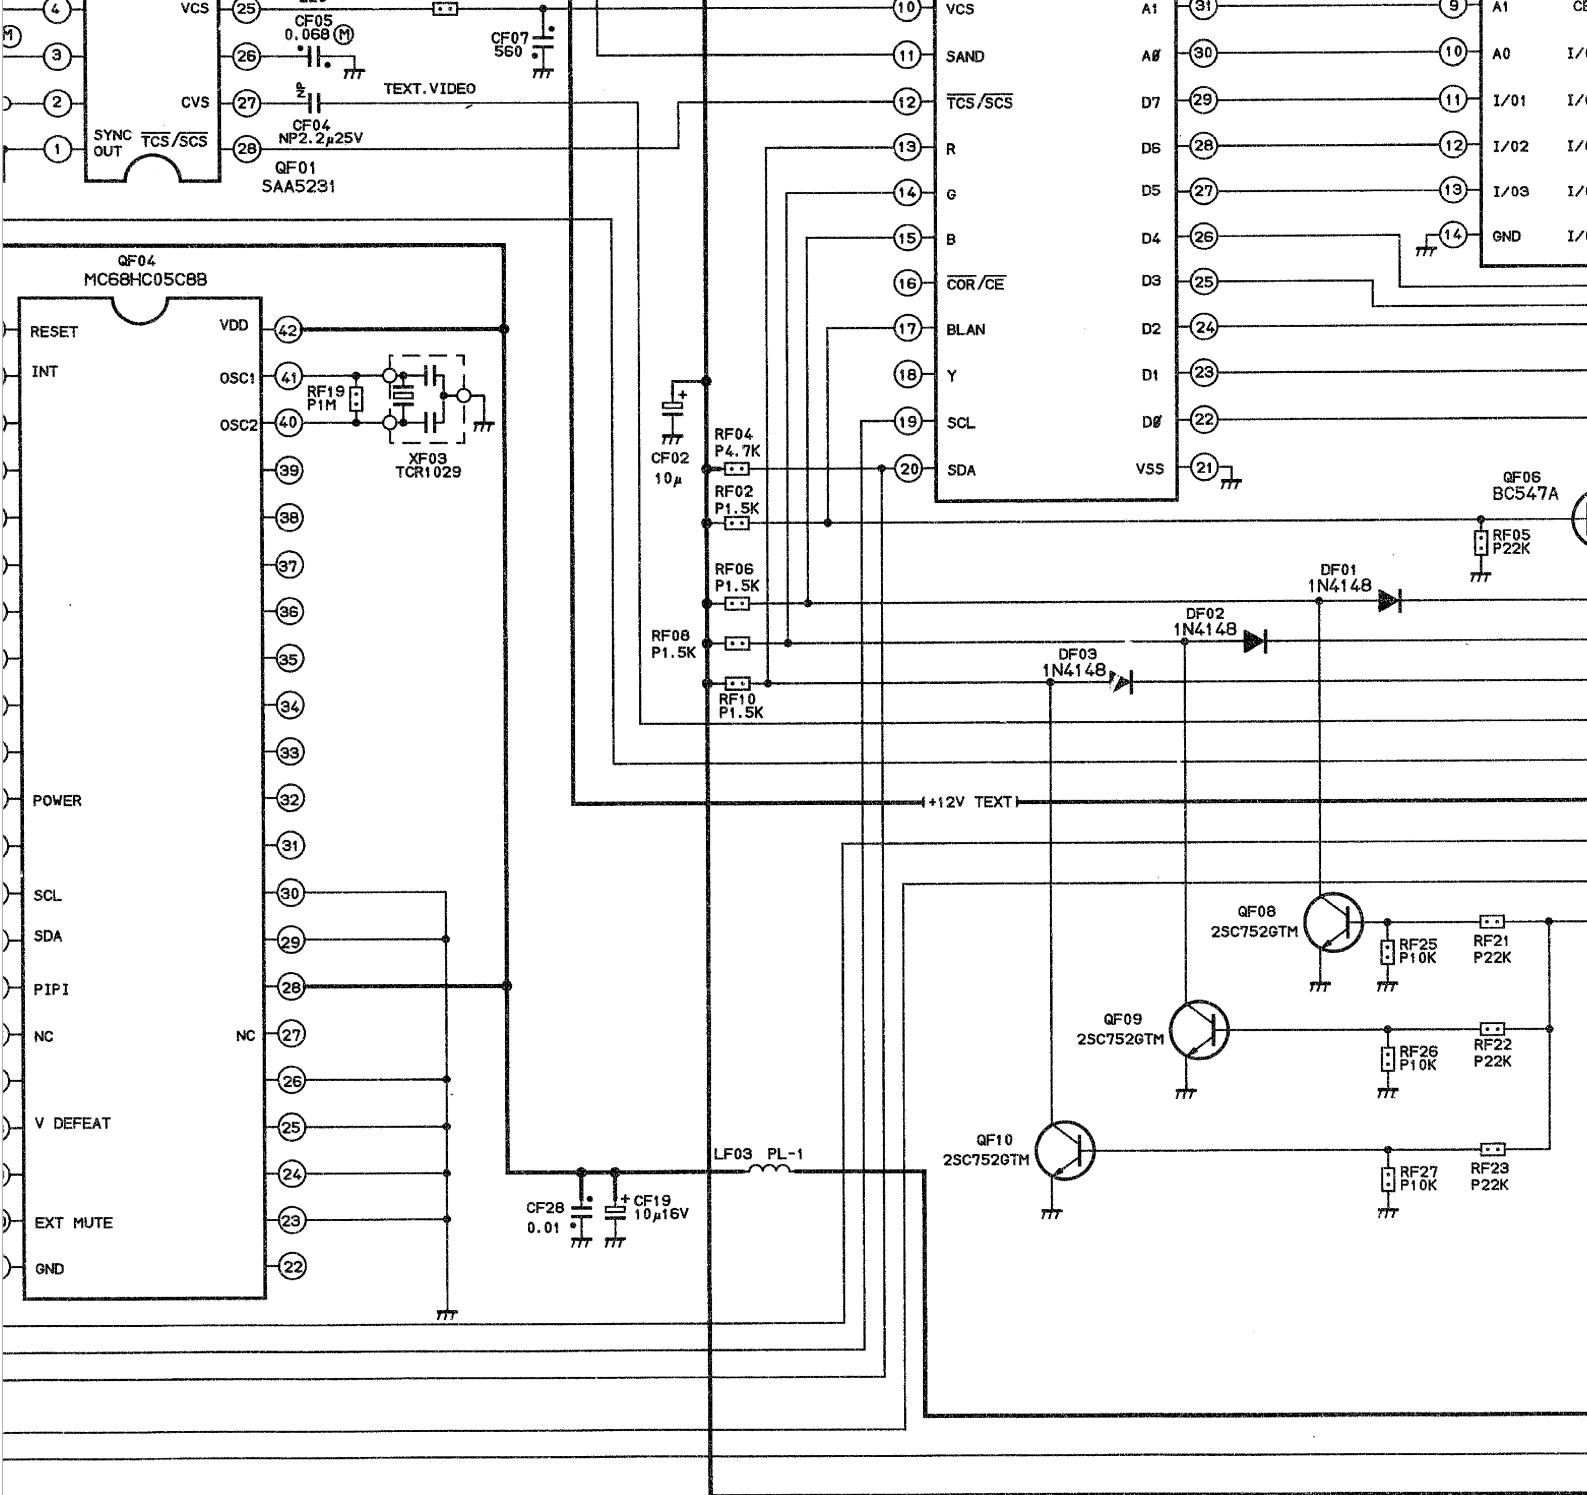 4
VCS
25
CF05
0.068 M
CF07
560
3
26
2
CVS
27
NP
TEXT.VIDEO
CF04
NP2.2µ25V
1
SYNC
OUT
TCS/SCS
28
QF01
SAA5231
M
10
VCS
11
SAND
12
TCS/SCS
13
R
14
G
15
B
16
COR/CE
17
BLAN
18
Y
19
SCL
20
SDA
A1
31
AØ
30
D7
29
D6
28
D5
27
D4
26
D3
25
D2
24
D1
23
DØ
22
VSS
21
9
A1
10
A0
I/
11
I/01
I/
12
I/02
I/
13
I/03
I/
14
GND
I/
QF04
MC68HC05C8B
RESET
VDD
42
INT
OSC1
41
RF19
P1M
OSC2
40
XF03
TCR1029
39
38
37
36
35
34
33
POWER
32
31
SCL
30
SDA
29
PIPI
28
NC
NC
27
26
V DEFEAT
25
24
EXT MUTE
23
GND
22
+
CF02
10µ
RF04
P4.7K
RF02
P1.5K
RF06
P1.5K
RF08
P1.5K
RF10
P1.5K
QF06
BC547A
RF05
P22K
DF01
1N4148
DF02
1N4148
DF03
1N4148
+12V TEXT
QF08
2SC752GTM
RF25
P10K
RF21
P22K
QF09
2SC752GTM
RF26
P10K
RF22
P22K
QF10
2SC752GTM
RF27
P10K
RF23
P22K
LF03 PL-1
CF28
0.01
+
CF19
10µ16V